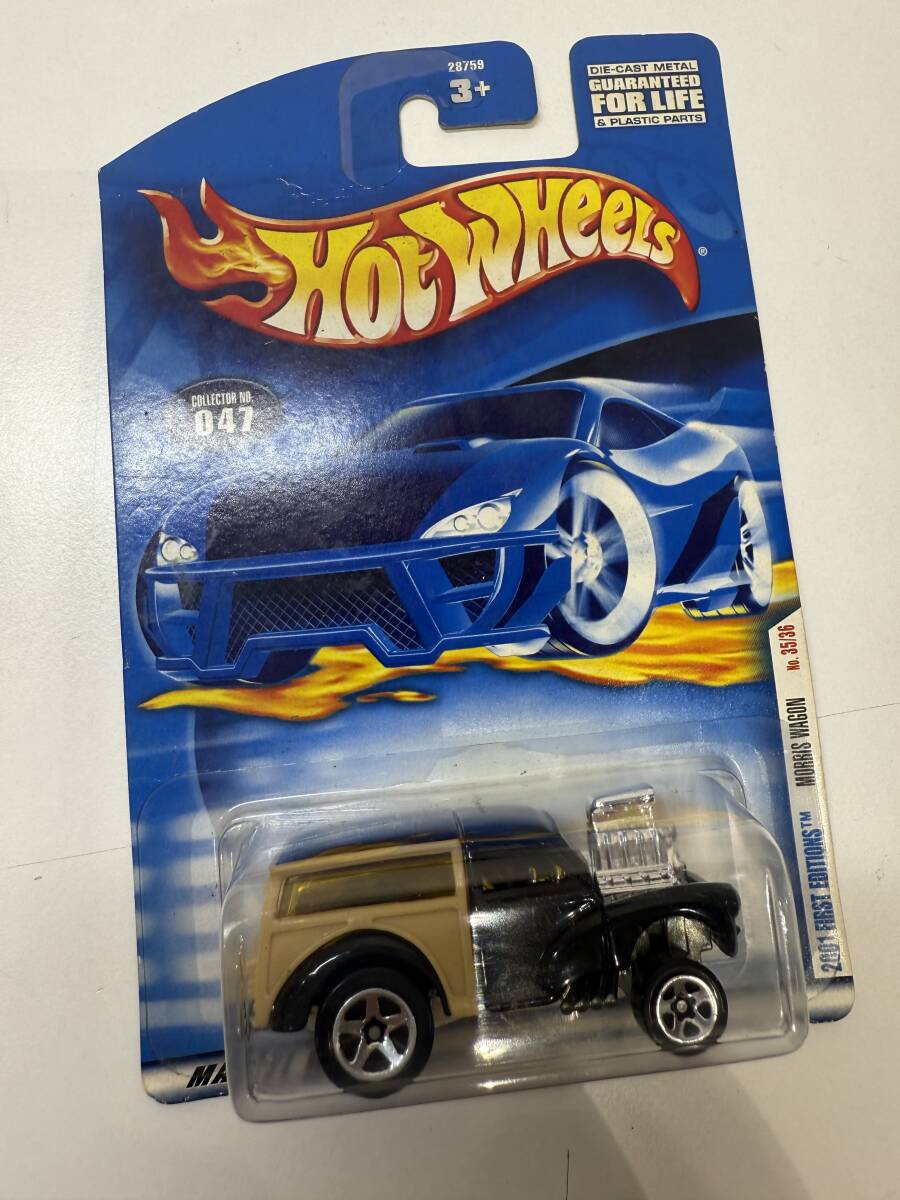 28759
3+
DIE-CAST METAL
GUARANTEED
FOR LIFE
& PLASTIC PARTS
HOT WHEELS®
COLLECTOR NO.
047
2001 FIRST EDITIONS™ MORRIS WAGON No. 35/36